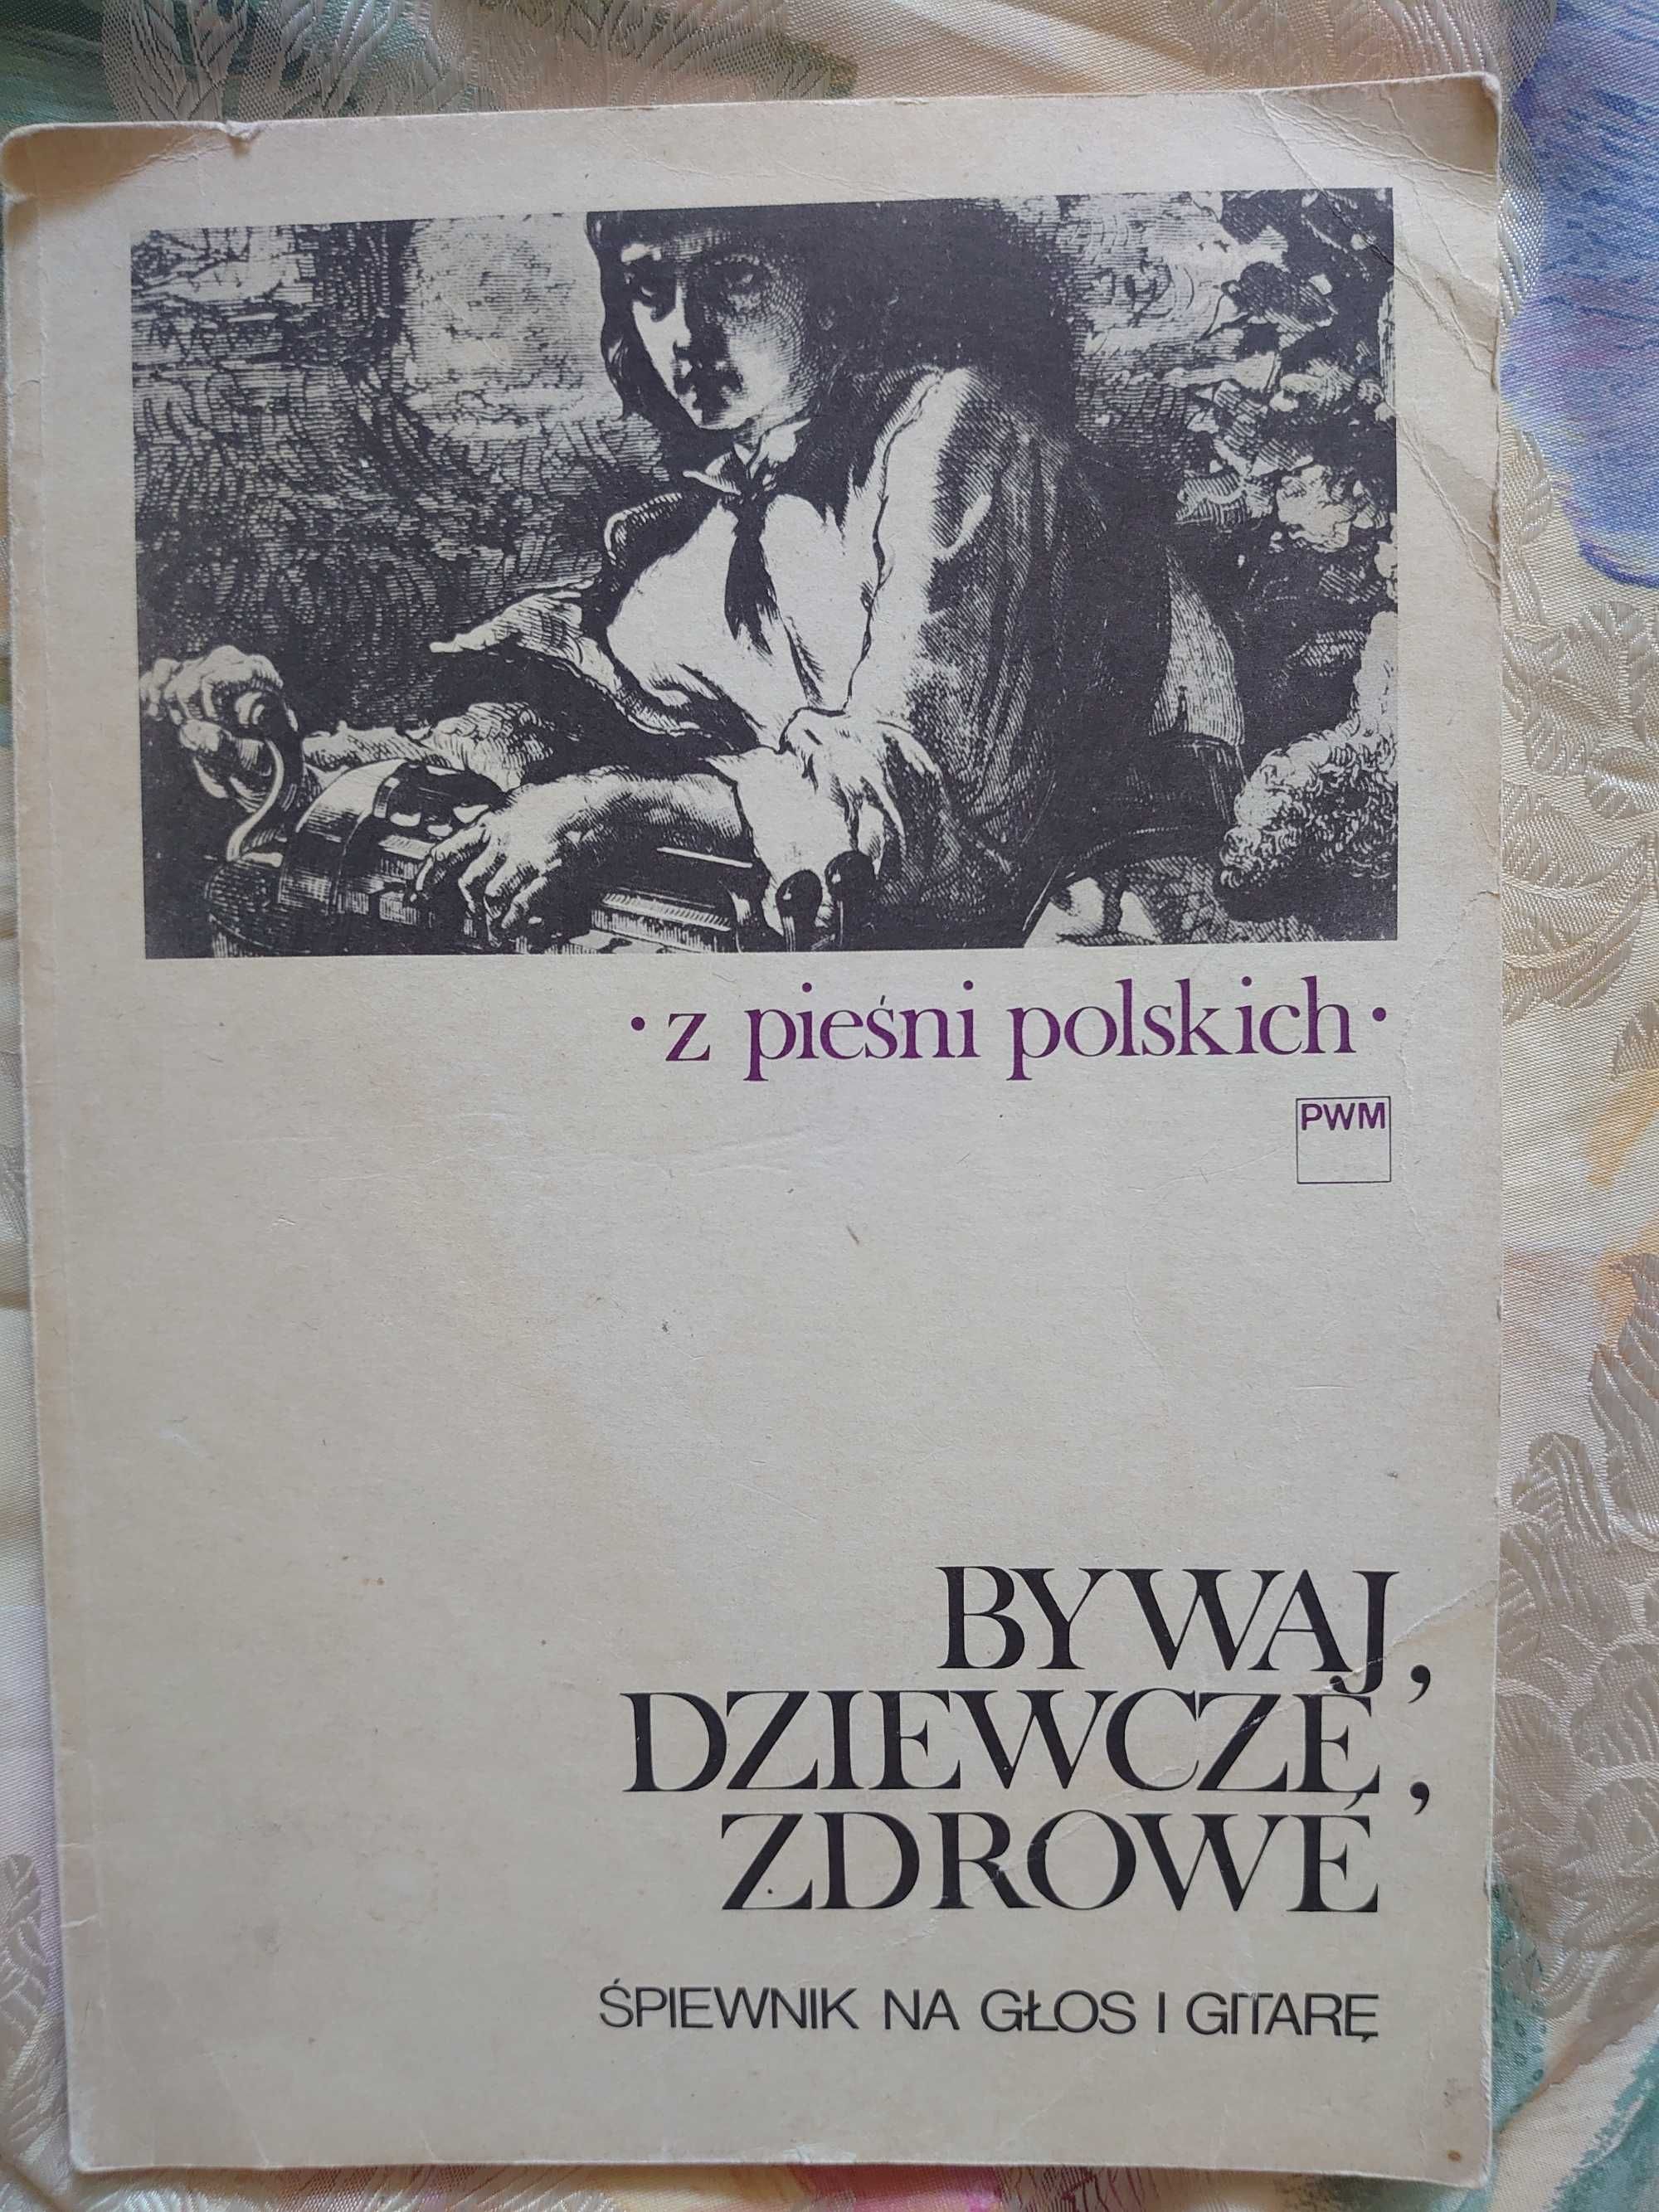 · z pieśni polskich ·
PWM
BYWAJ,
DZIEWCZĘ,
ZDROWE
ŚPIEWNIK NA GŁOS I GITARĘ